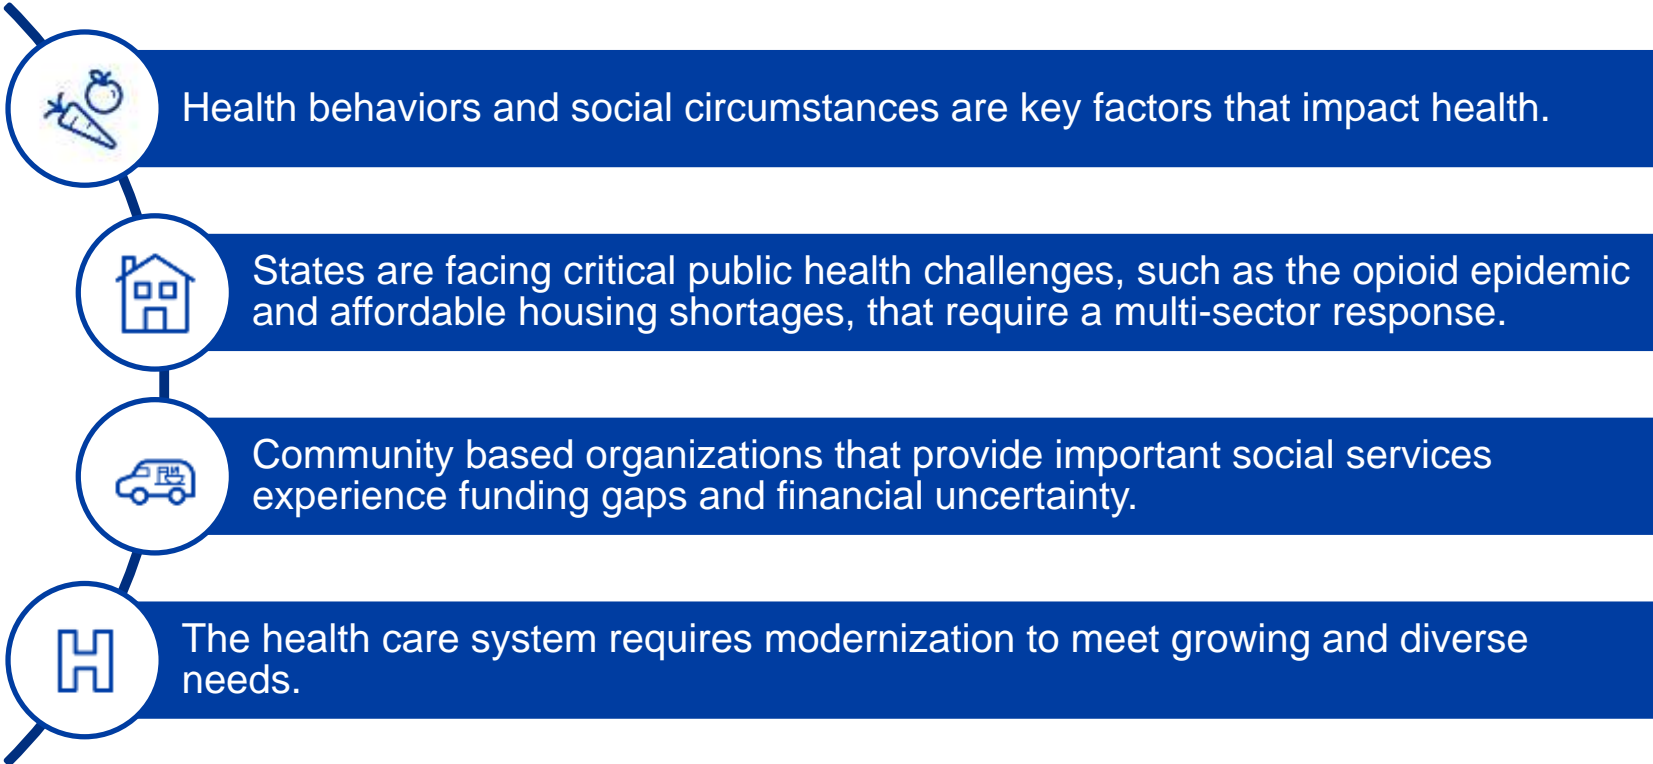 Health behaviors and social circumstances are key factors that impact health.
States are facing critical public health challenges, such as the opioid epidemic
and affordable housing shortages, that require a multi-sector response.
Community based organizations that provide important social services
experience funding gaps and financial uncertainty.
H
The health care system requires modernization to meet growing and diverse
needs.